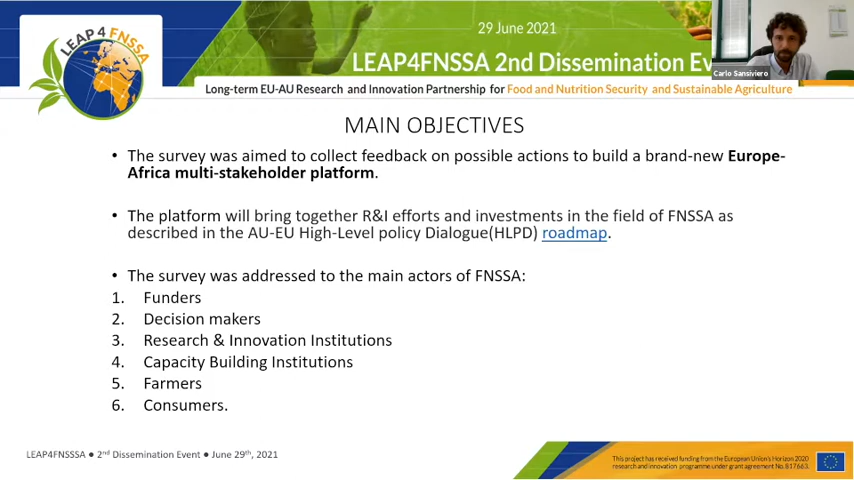 LEAP4FNSSA
29 June 2021
LEAP4FNSSA 2nd Dissemination Ev
Carlo Sansiviero
Long-term EU-AU Research and Innovation Partnership for Food and Nutrition Security and Sustainable Agriculture
MAIN OBJECTIVES
• The survey was aimed to collect feedback on possible actions to build a brand-new Europe-
Africa multi-stakeholder platform.
• The platform will bring together R&I efforts and investments in the field of FNSSA as
described in the AU-EU High-Level policy Dialogue(HLPD) roadmap.
• The survey was addressed to the main actors of FNSSA:
1. Funders
2. Decision makers
3. Research & Innovation Institutions
4. Capacity Building Institutions
5. Farmers
6. Consumers.
LEAP4FNSSSA ● 2nd Dissemination Event ● June 29th, 2021
This project has received funding from the European Union's Horizon 2020
research and innovation programme under grant agreement No. 817663.